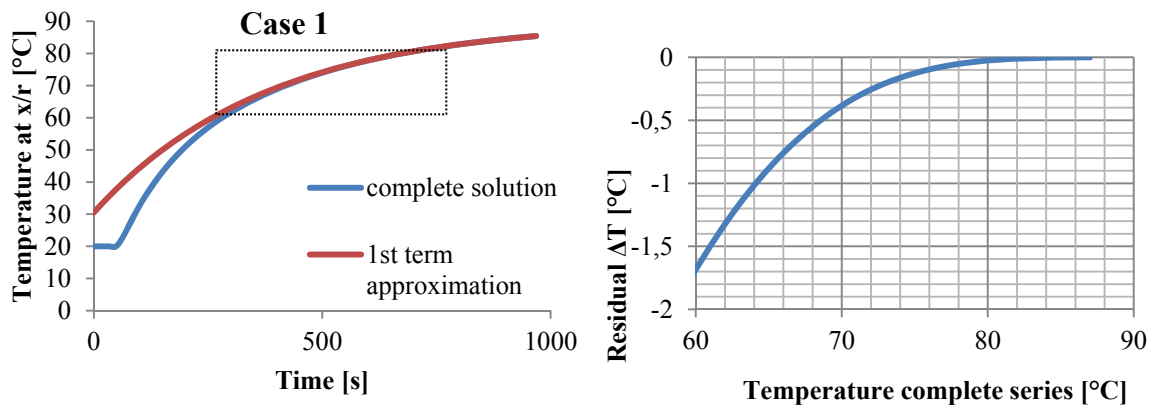 Case 1
Temperature at x/r [°C]
90
80
70
60
50
40
30
20
10
0
complete solution
1st term
approximation
0
500
1000
Time [s]
Residual ΔT [°C]
0
-0,5
-1
-1,5
-2
60
70
80
90
Temperature complete series [°C]